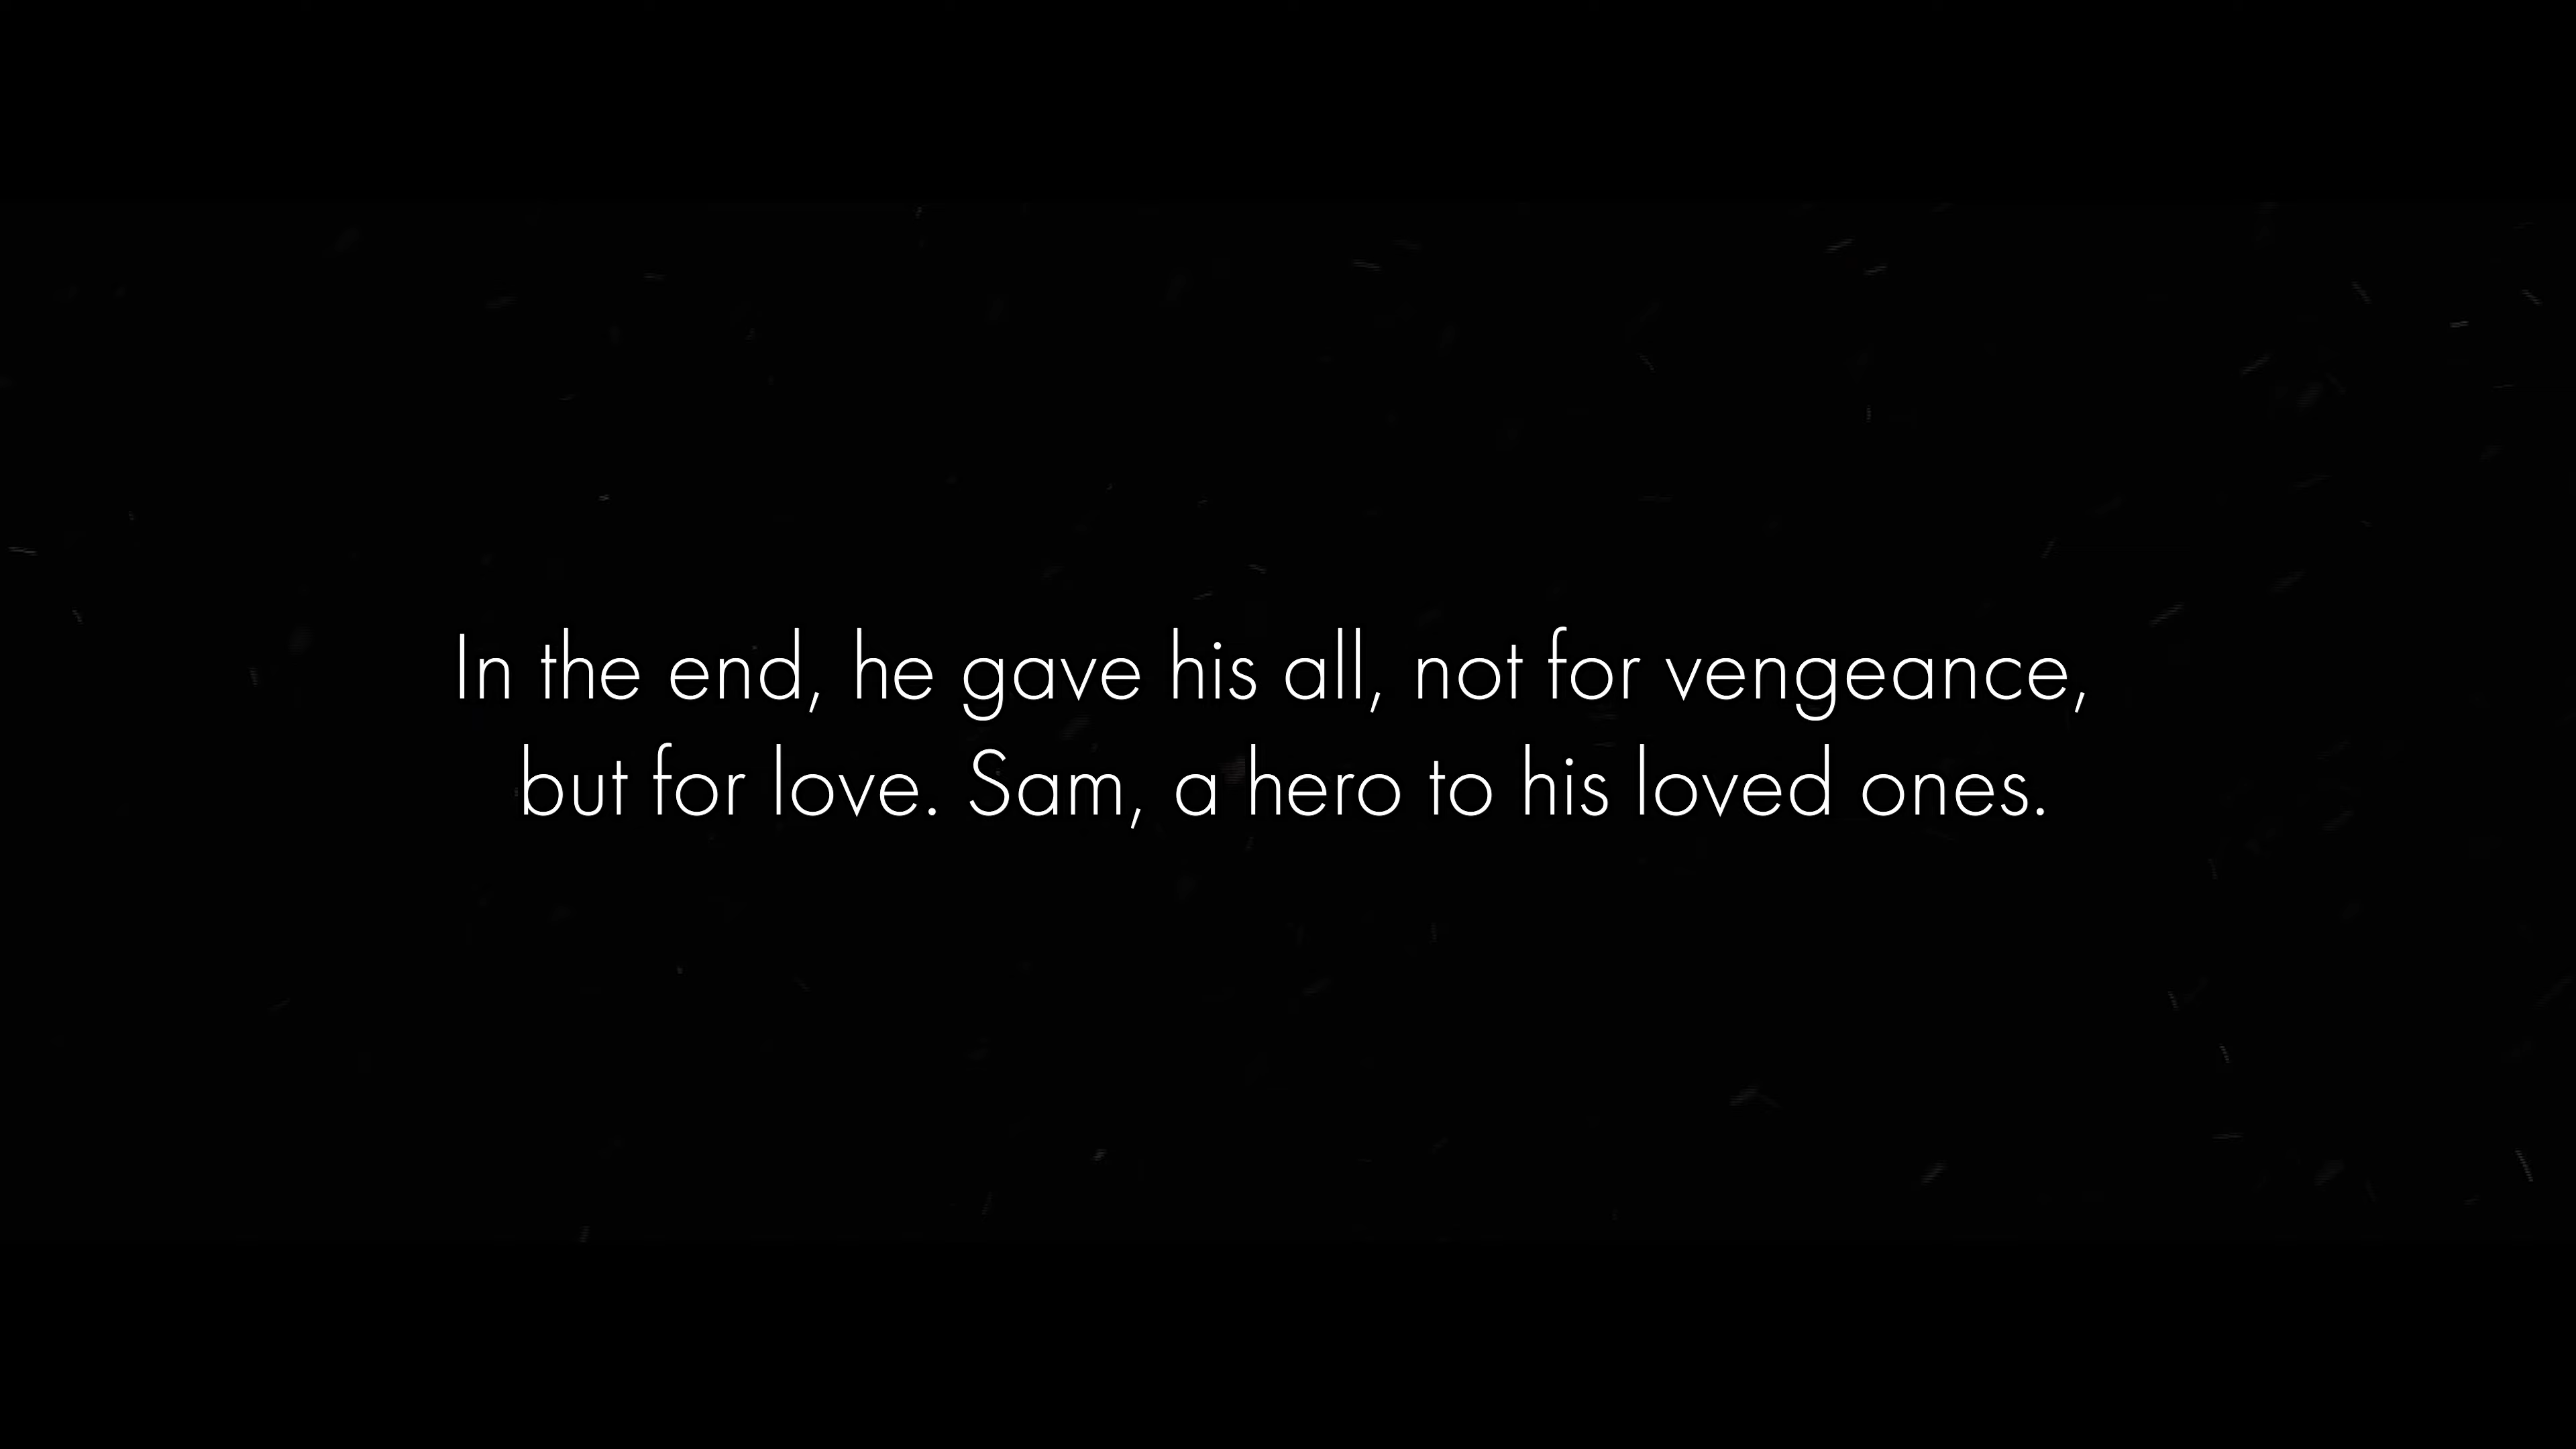 In the end, he gave his all, not for vengeance,
but for love. Sam, a hero to his loved ones.